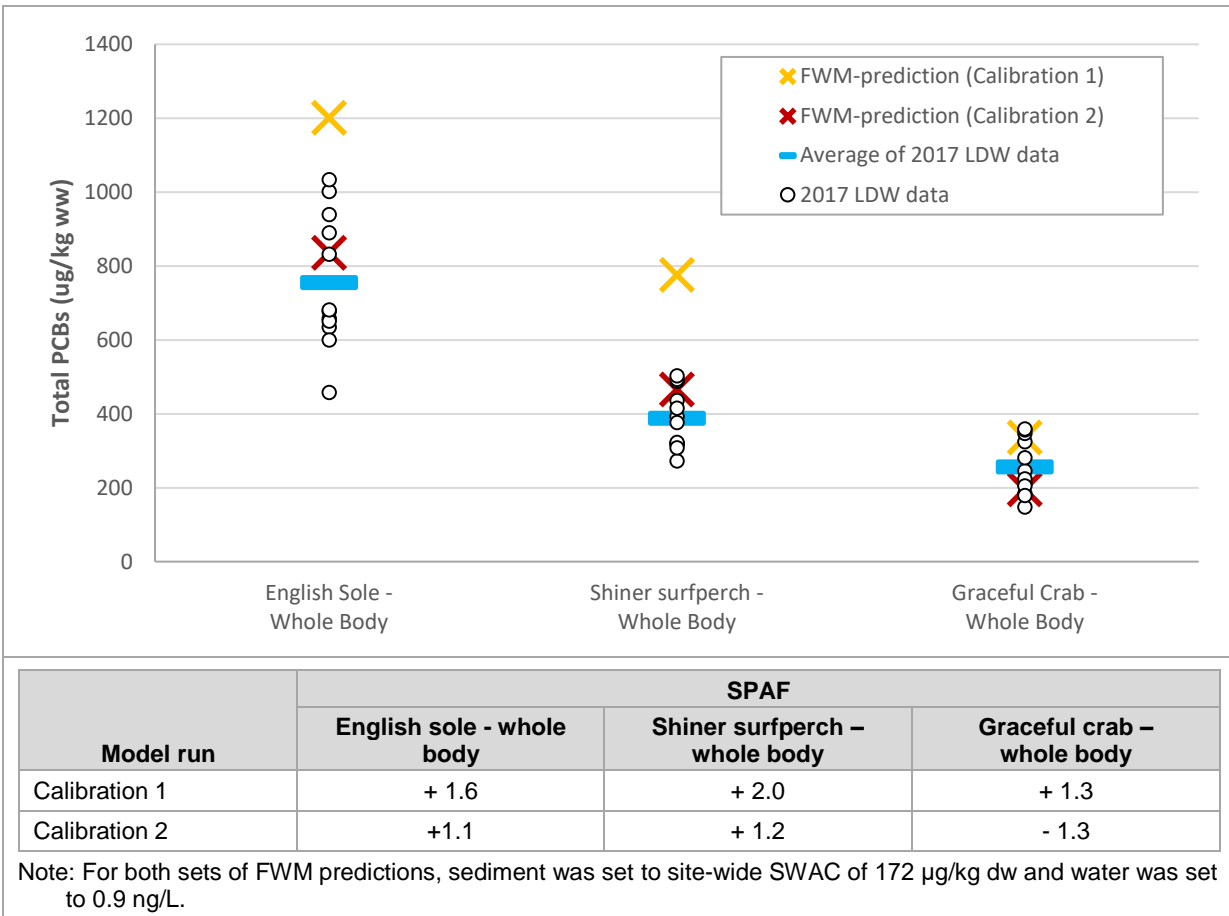 1400
1200
1000
800
600
400
200
0
Total PCBs (ug/kg ww)
FWM-prediction (Calibration 1)
FWM-prediction (Calibration 2)
Average of 2017 LDW data
2017 LDW data
English Sole -
Whole Body
Shiner surfperch -
Whole Body
Graceful Crab -
Whole Body
SPAF
Model run
English sole - whole
body
Shiner surfperch –
whole body
Graceful crab –
whole body
Calibration 1 + 1.6 + 2.0 + 1.3
Calibration 2 +1.1 + 1.2 - 1.3
Note: For both sets of FWM predictions, sediment was set to site-wide SWAC of 172 µg/kg dw and water was set
to 0.9 ng/L.